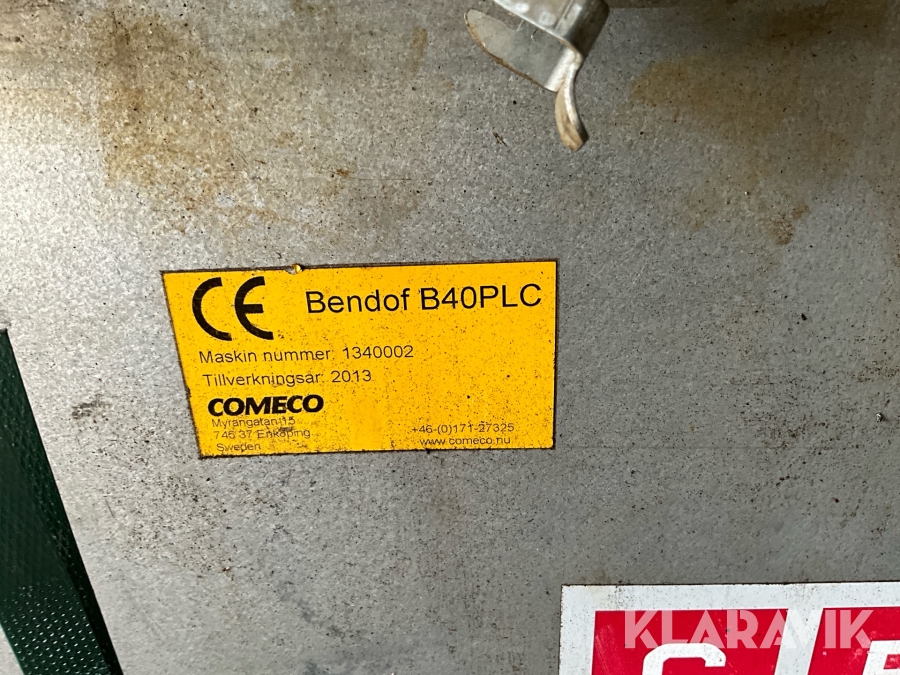 CE Bendof B40PLC
Maskin nummer: 1340002
Tillverkningsår: 2013
COMECO
Myrangatan 15
746 37 Enköping +46-(0)171-27325
Sweden www.comeco.nu
KLARAVIK